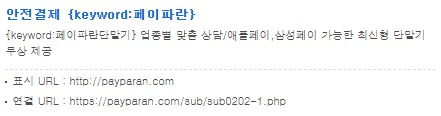 안전결제 {keyword:페이파란}
{keyword:페이파란단말기} 업종별 맞춤 상담/애플페이,삼성페이 가능한 최신형 단말기
무상 제공
• 표시 URL : http://payparan.com
• 연결 URL : https://payparan.com/sub/sub0202-1.php